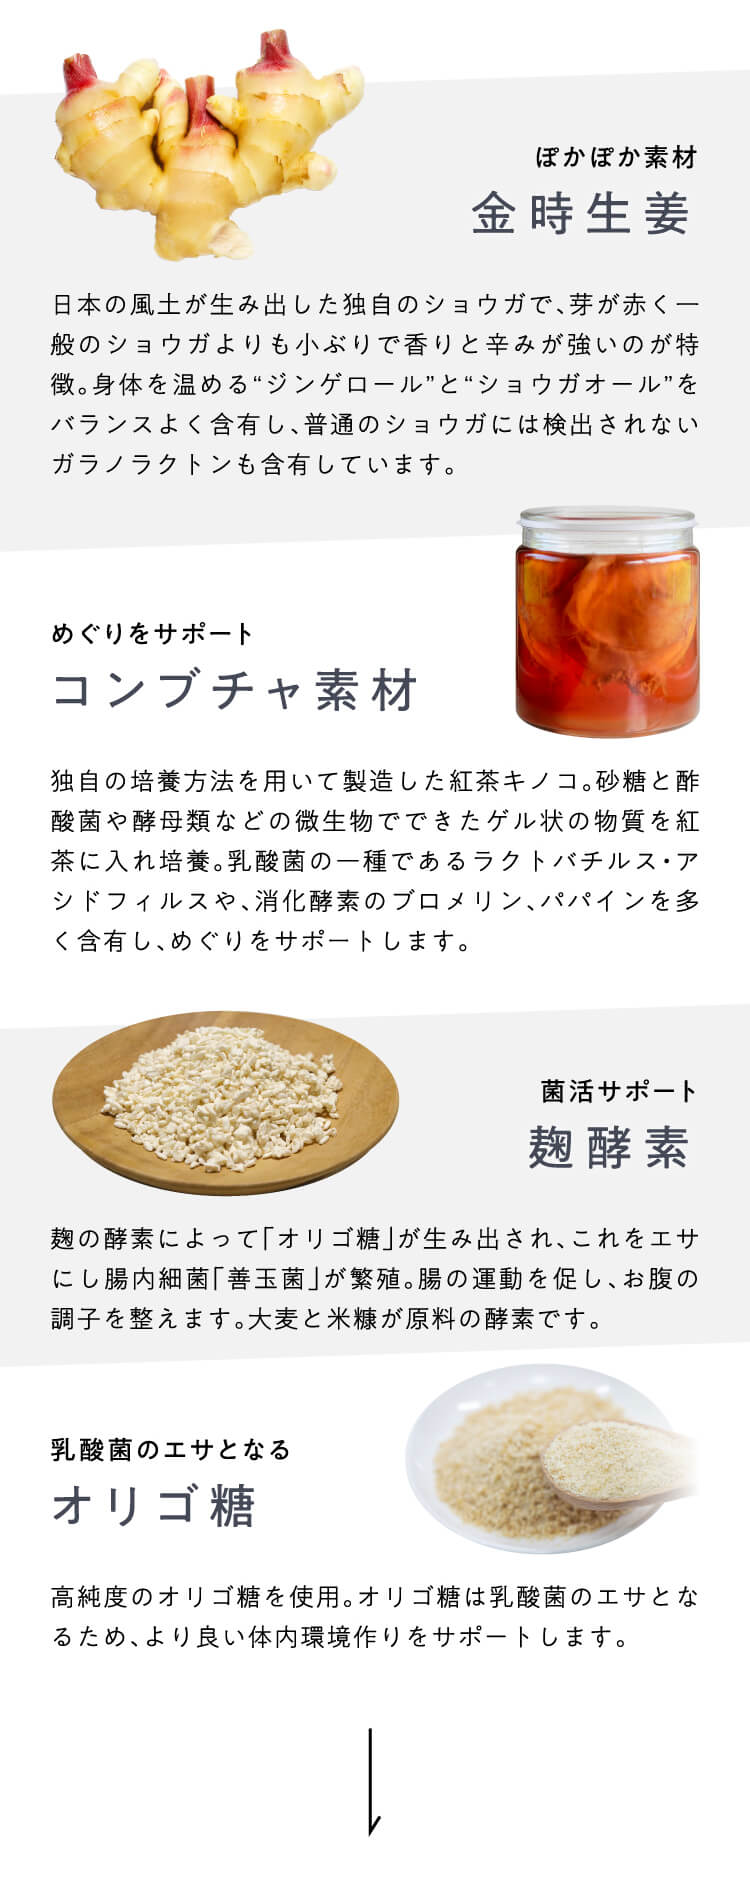 ぽかぽか素材
金時生姜
日本の風土が生み出した独自のショウガで、芽が赤く一
般のショウガよりも小ぶりで香りと辛みが強いのが特
徴。身体を温める“ジンゲロール”と“ショウガオール”を
バランスよく含有し、普通のショウガには検出されない
ガラノラクトンも含有しています。
めぐりをサポート
コンブチャ素材
独自の培養方法を用いて製造した紅茶キノコ。砂糖と酢
酸菌や酵母類などの微生物でできたゲル状の物質を紅
茶に入れ培養。乳酸菌の一種であるラクトバチルス・ア
シドフィルスや、消化酵素のブロメリン、パパインを多
く含有し、めぐりをサポートします。
菌活サポート
麹酵素
麹の酵素によって「オリゴ糖」が生み出され、これをエサ
にし腸内細菌「善玉菌」が繁殖。腸の運動を促し、お腹の
調子を整えます。大麦と米糠が原料の酵素です。
乳酸菌のエサとなる
オリゴ糖
高純度のオリゴ糖を使用。オリゴ糖は乳酸菌のエサとな
るため、より良い体内環境作りをサポートします。